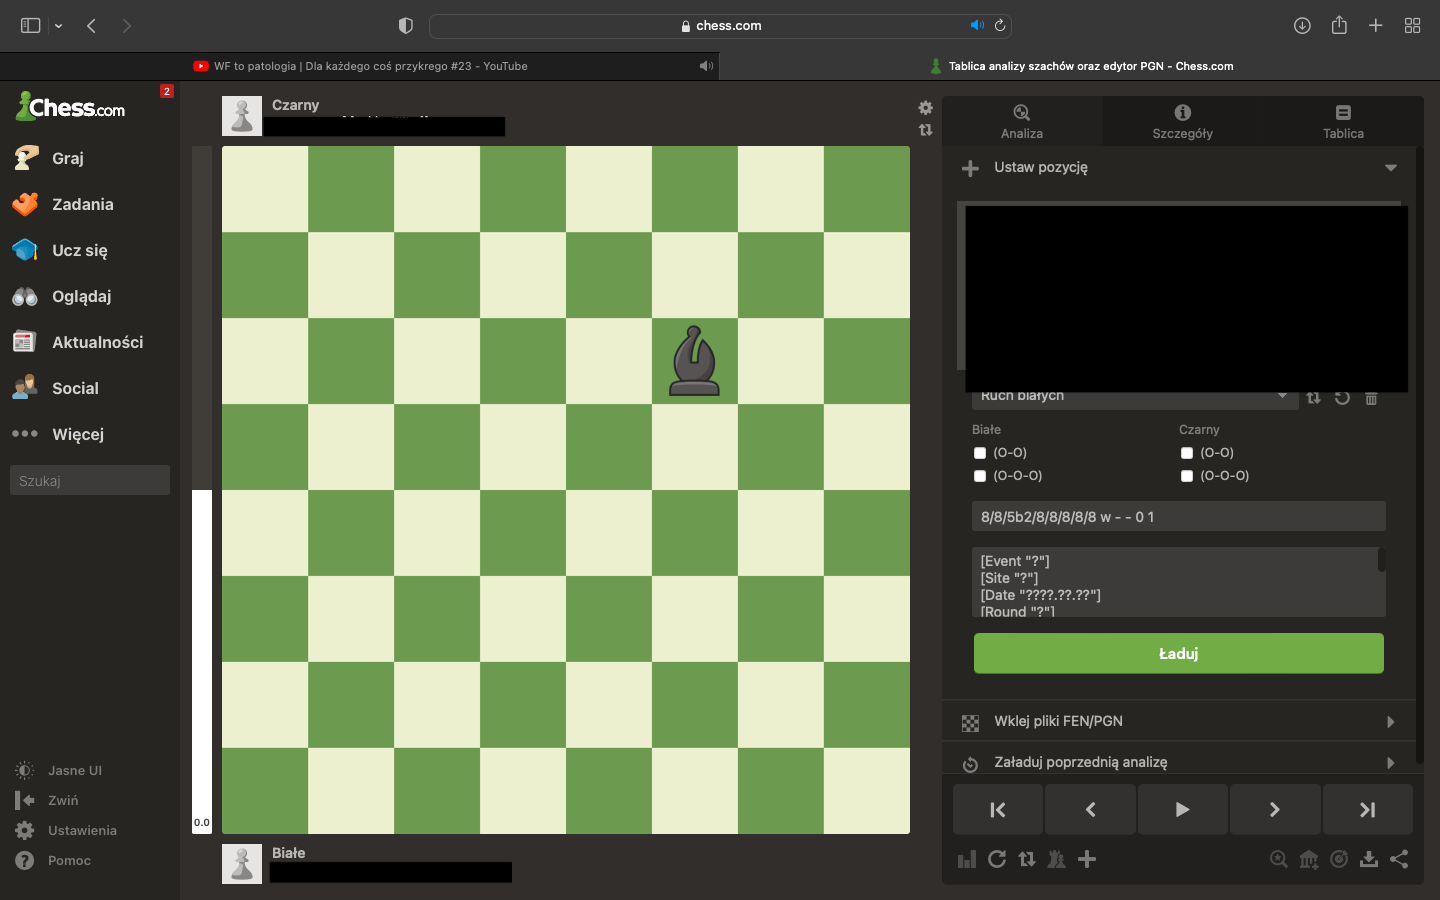 chess.com
WF to patologia | Dla każdego coś przykrego #23 - YouTube
Tablica analizy szachów oraz edytor PGN - Chess.com
Chess.com
2
Graj
Zadania
Ucz się
Oglądaj
Aktualności
Social
Więcej
Szukaj
Jasne UI
Zwiń
Ustawienia
Pomoc
Czarny
0.0
Białe
Analiza
Szczegóły
Tablica
Ustaw pozycję
Ruch białych
Białe
Czarny
(O-O)
(O-O)
(O-O-O)
(O-O-O)
8/8/5b2/8/8/8/8/8 w - - 0 1
[Event "?"]
[Site "?"]
[Date "????.??.??"]
[Round "?"]
Ładuj
Wklej pliki FEN/PGN
Załaduj poprzednią analizę